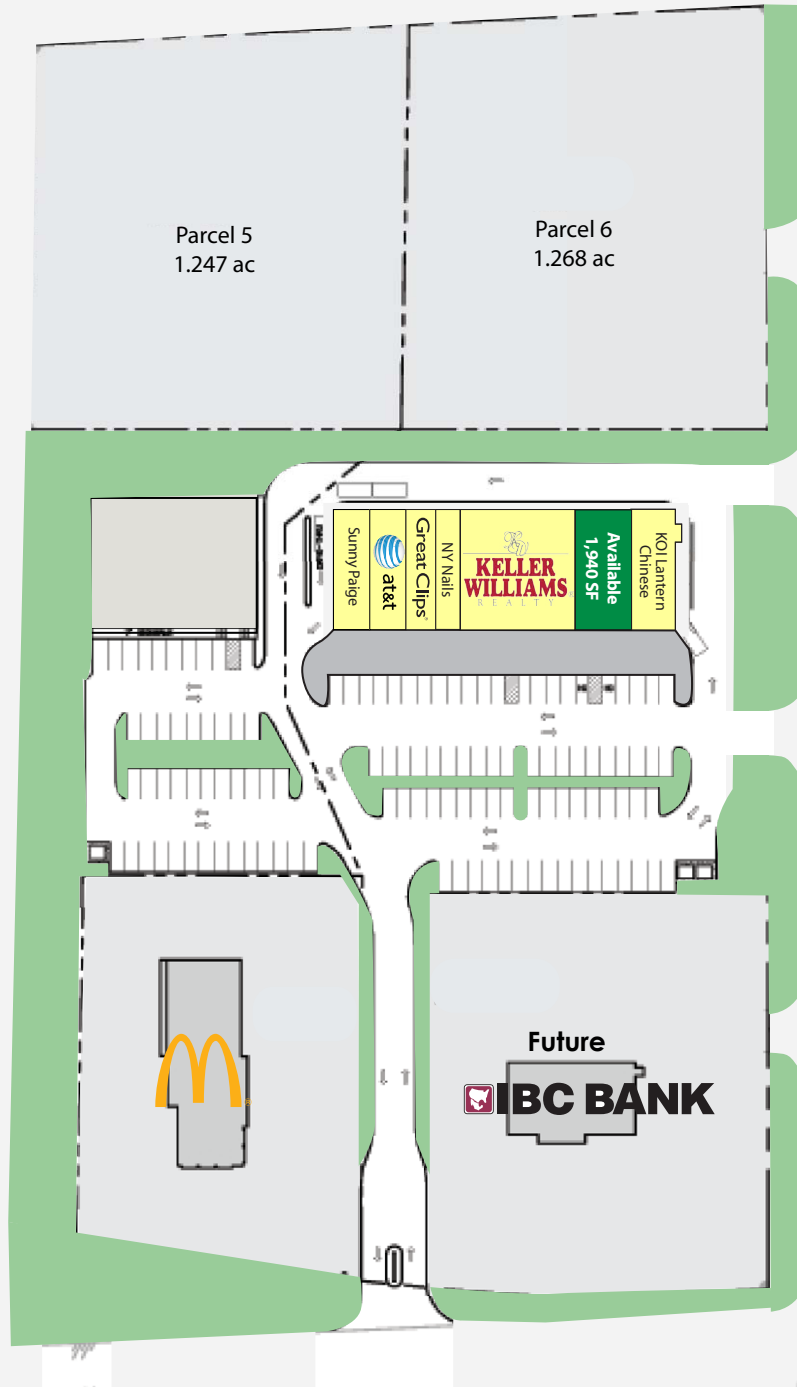 Parcel 5
1.247 ac
Parcel 6
1.268 ac
Sunny Paige
at&t
Great Clips
NY Nails
KELLER
WILLIAMS
REALTY
Available
1,940 SF
KOI Lantern
Chinese
Future
IBC BANK